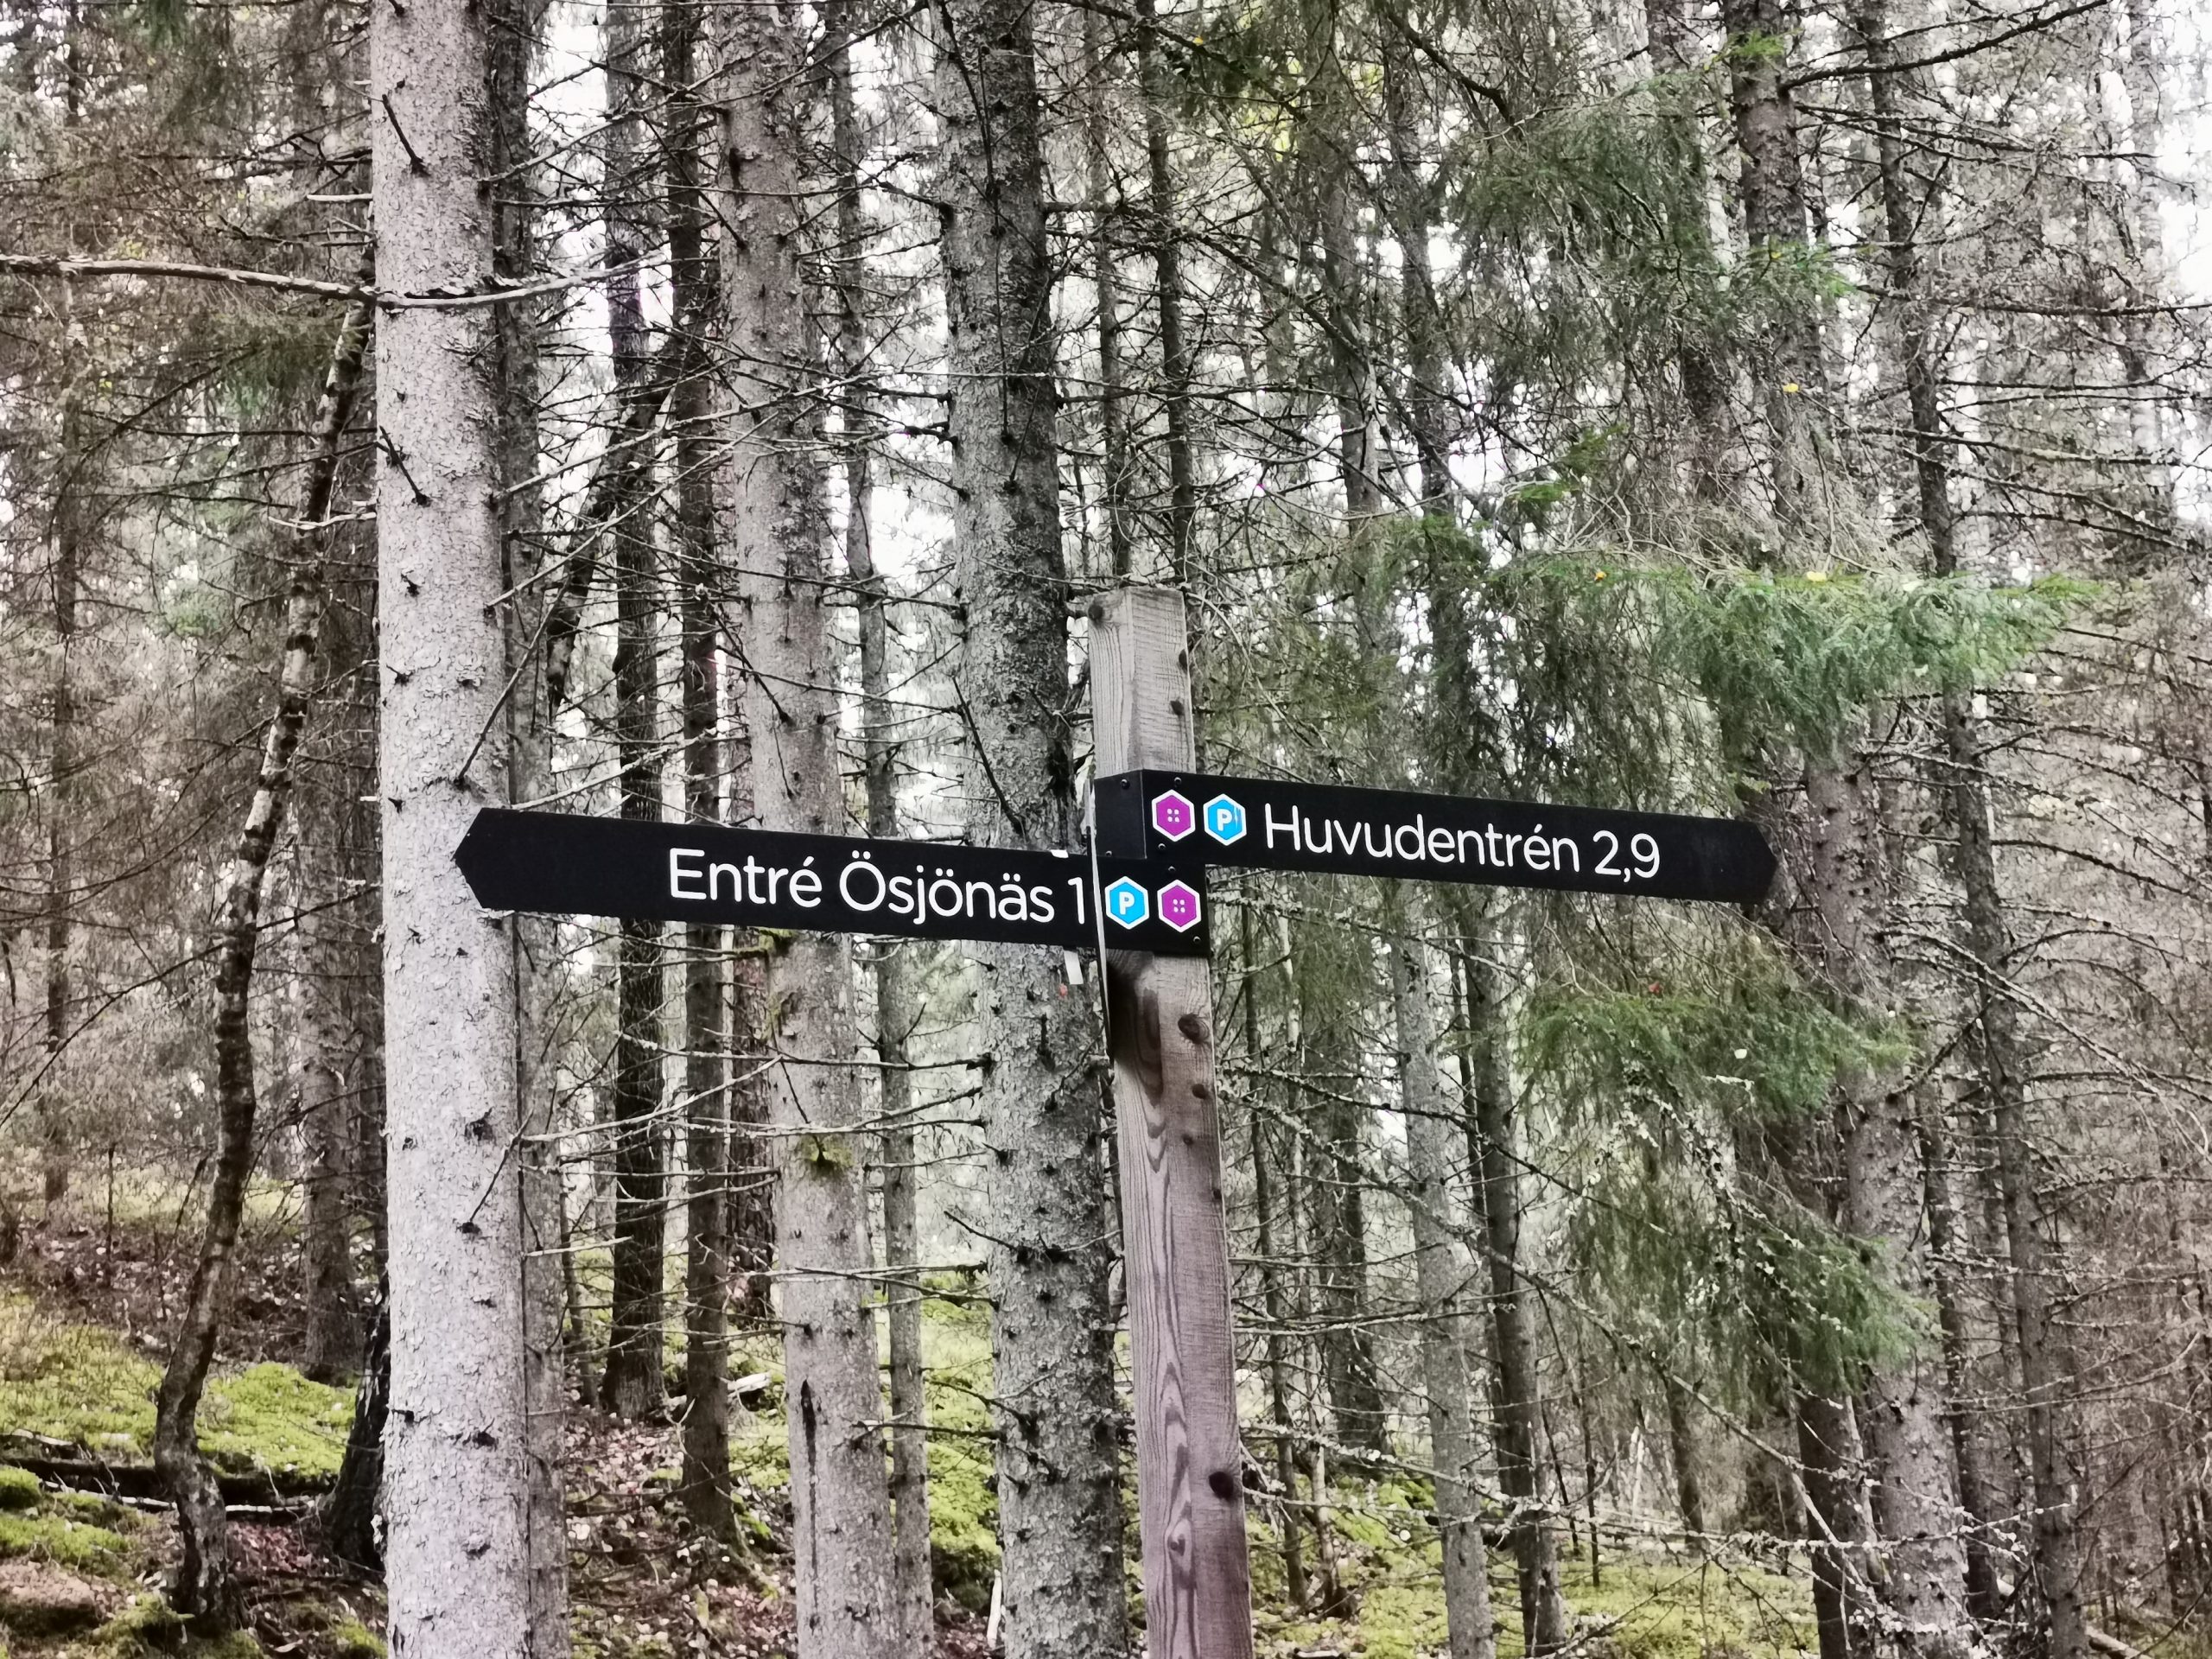 P Huvudentrén 2,9
Entré Ösjönäs 1 P